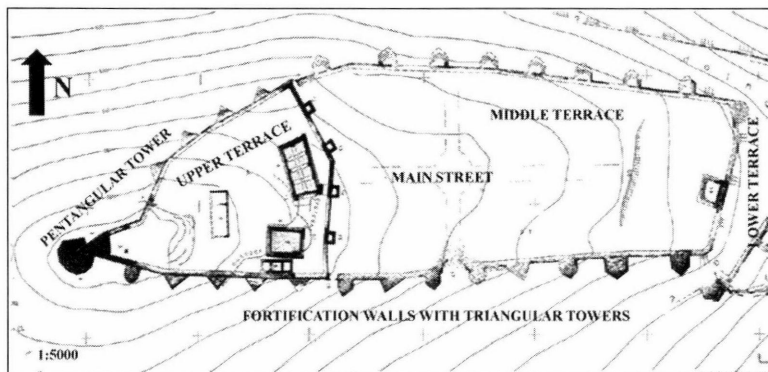 N
MIDDLE TERRACE
PENTANGULAR TOWER
UPPER TERRACE
MAIN STREET
LOWER TERRACE
FORTIFICATION WALLS WITH TRIANGULAR TOWERS
1:5000